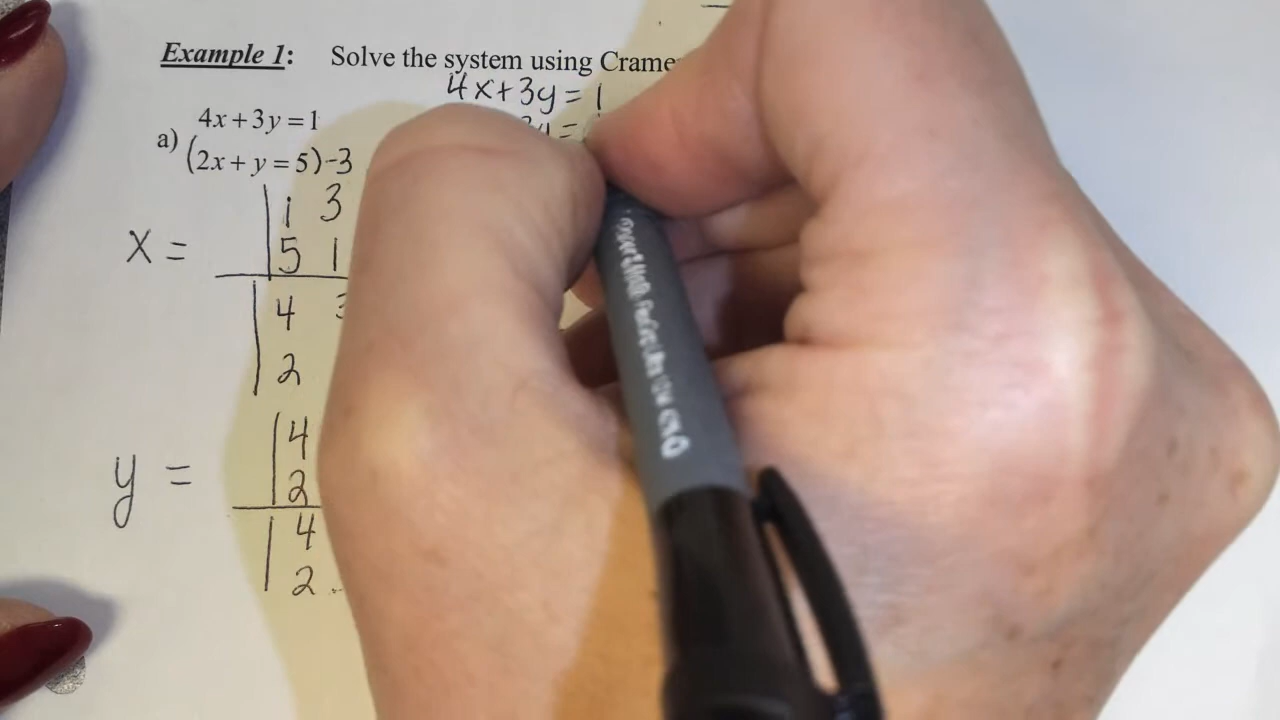 Example 1: Solve the system using
4x+3y=1
4x+3y=1
a) (2x+y=5)-3
1 3
x =
5 1
4
2
4
y =
2
4
2